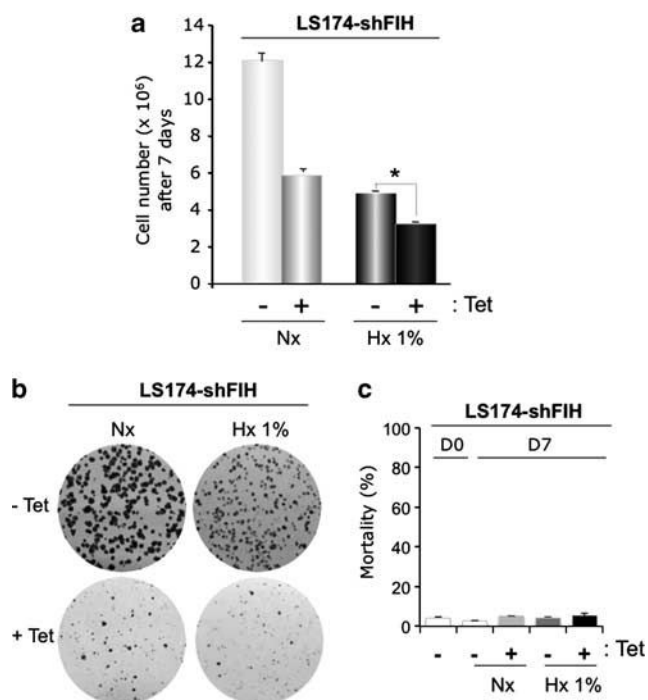 a
LS174-shFIH
Cell number (x 10⁶)
after 7 days
14
12
10
8
6
4
2
0
*
- + - + : Tet
Nx Hx 1%
b
LS174-shFIH
Nx Hx 1%
- Tet
+ Tet
c
LS174-shFIH
D0 D7
Mortality (%)
100
80
60
40
20
0
- - + - + : Tet
Nx Hx 1%